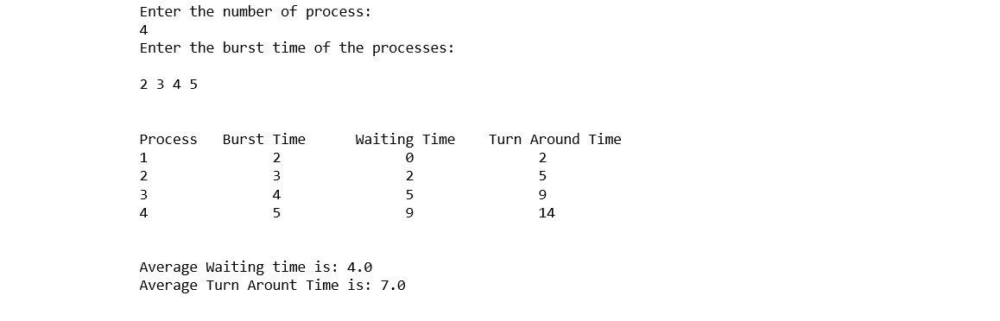 Enter the number of process:
4
Enter the burst time of the processes:
2 3 4 5
Process Burst Time Waiting Time Turn Around Time
1 2 0 2
2 3 2 5
3 4 5 9
4 5 9 14
Average Waiting time is: 4.0
Average Turn Arount Time is: 7.0